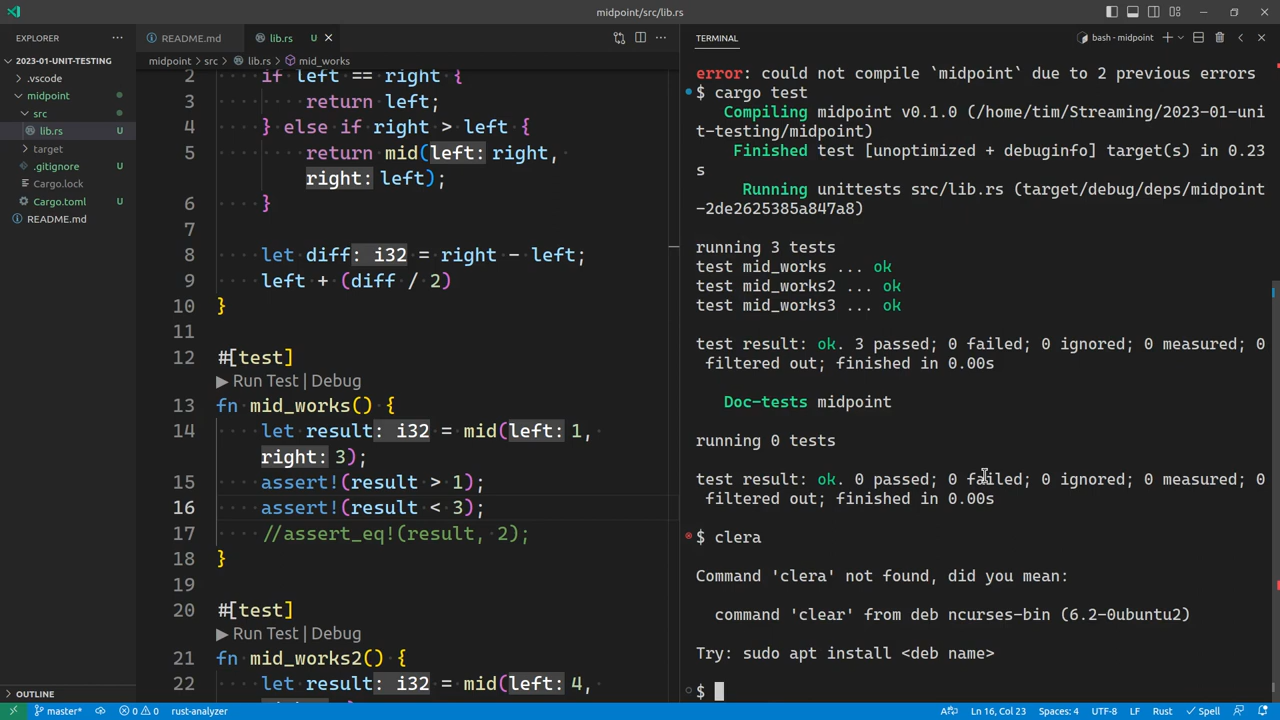 midpoint/src/lib.rs
EXPLORER
2023-01-UNIT-TESTING
.vscode
midpoint
src
lib.rs U
target
.gitignore U
Cargo.lock
Cargo.toml U
README.md
OUTLINE
README.md
lib.rs U
midpoint > src > lib.rs > mid_works
2 if left == right {
3 return left;
4 } else if right > left {
5 return mid(left: right,
right: left);
6 }
7
8 let diff: i32 = right - left;
9 left + (diff / 2)
10 }
11
12 #[test]
▶ Run Test | Debug
13 fn mid_works() {
14 let result: i32 = mid(left: 1,
right: 3);
15 assert!(result > 1);
16 assert!(result < 3);
17 //assert_eq!(result, 2);
18 }
19
20 #[test]
▶ Run Test | Debug
21 fn mid_works2() {
22 let result: i32 = mid(left: 4,
TERMINAL
bash - midpoint
error: could not compile `midpoint` due to 2 previous errors
$ cargo test
Compiling midpoint v0.1.0 (/home/tim/Streaming/2023-01-uni
t-testing/midpoint)
Finished test [unoptimized + debuginfo] target(s) in 0.23
s
Running unittests src/lib.rs (target/debug/deps/midpoint
-2de2625385a847a8)
running 3 tests
test mid_works ... ok
test mid_works2 ... ok
test mid_works3 ... ok
test result: ok. 3 passed; 0 failed; 0 ignored; 0 measured; 0
filtered out; finished in 0.00s
Doc-tests midpoint
running 0 tests
test result: ok. 0 passed; 0 failed; 0 ignored; 0 measured; 0
filtered out; finished in 0.00s
$ clera
Command 'clera' not found, did you mean:
command 'clear' from deb ncurses-bin (6.2-0ubuntu2)
Try: sudo apt install <deb name>
$
master* 0 0 rust-analyzer Ln 16, Col 23 Spaces: 4 UTF-8 LF Rust Spell